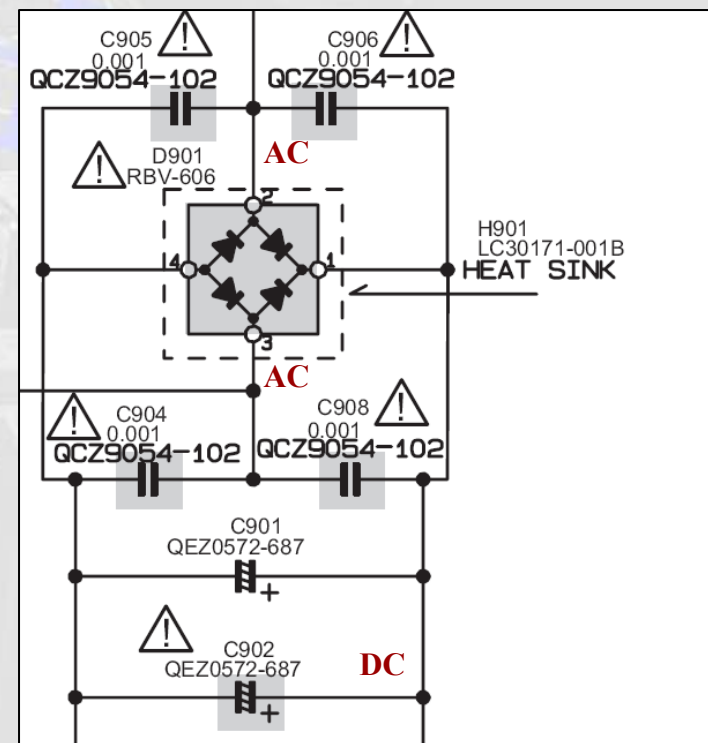 C905
0.001
QCZ9054-102
!
C906
0.001
QCZ9054-102
!
AC
!
D901
RBV-606
2
4
1
3
H901
LC30171-001B
HEAT SINK
AC
!
C904
0.001
QCZ9054-102
C908
0.001
QCZ9054-102
!
C901
QEZ0572-687
+
!
C902
QEZ0572-687
+
DC